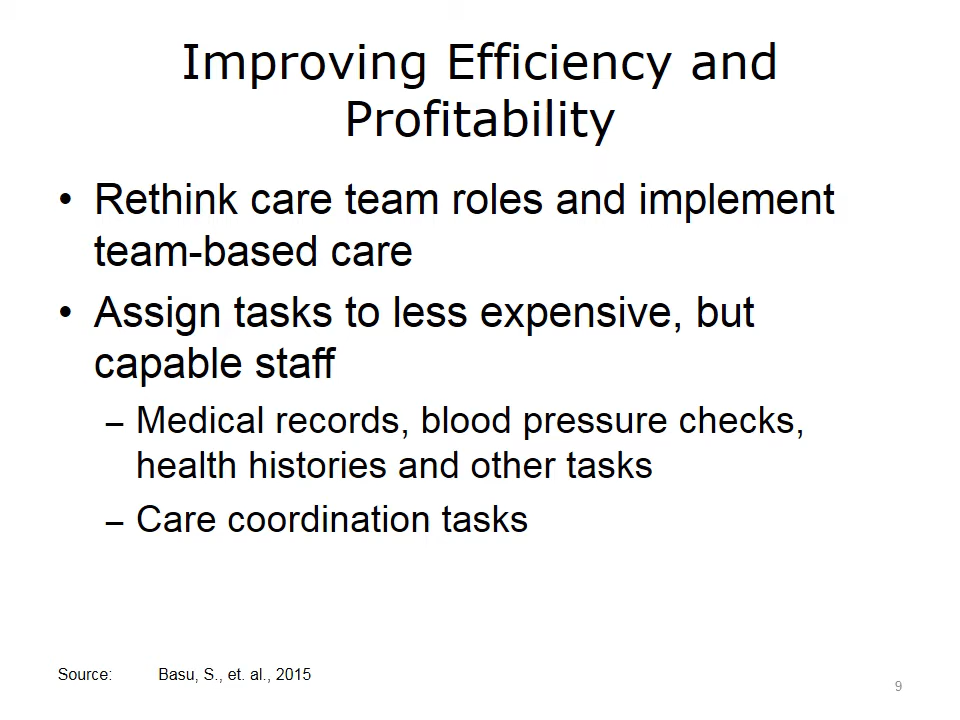 Improving Efficiency and
Profitability
• Rethink care team roles and implement
team-based care
• Assign tasks to less expensive, but
capable staff
– Medical records, blood pressure checks,
health histories and other tasks
– Care coordination tasks
Source: Basu, S., et. al., 2015
9